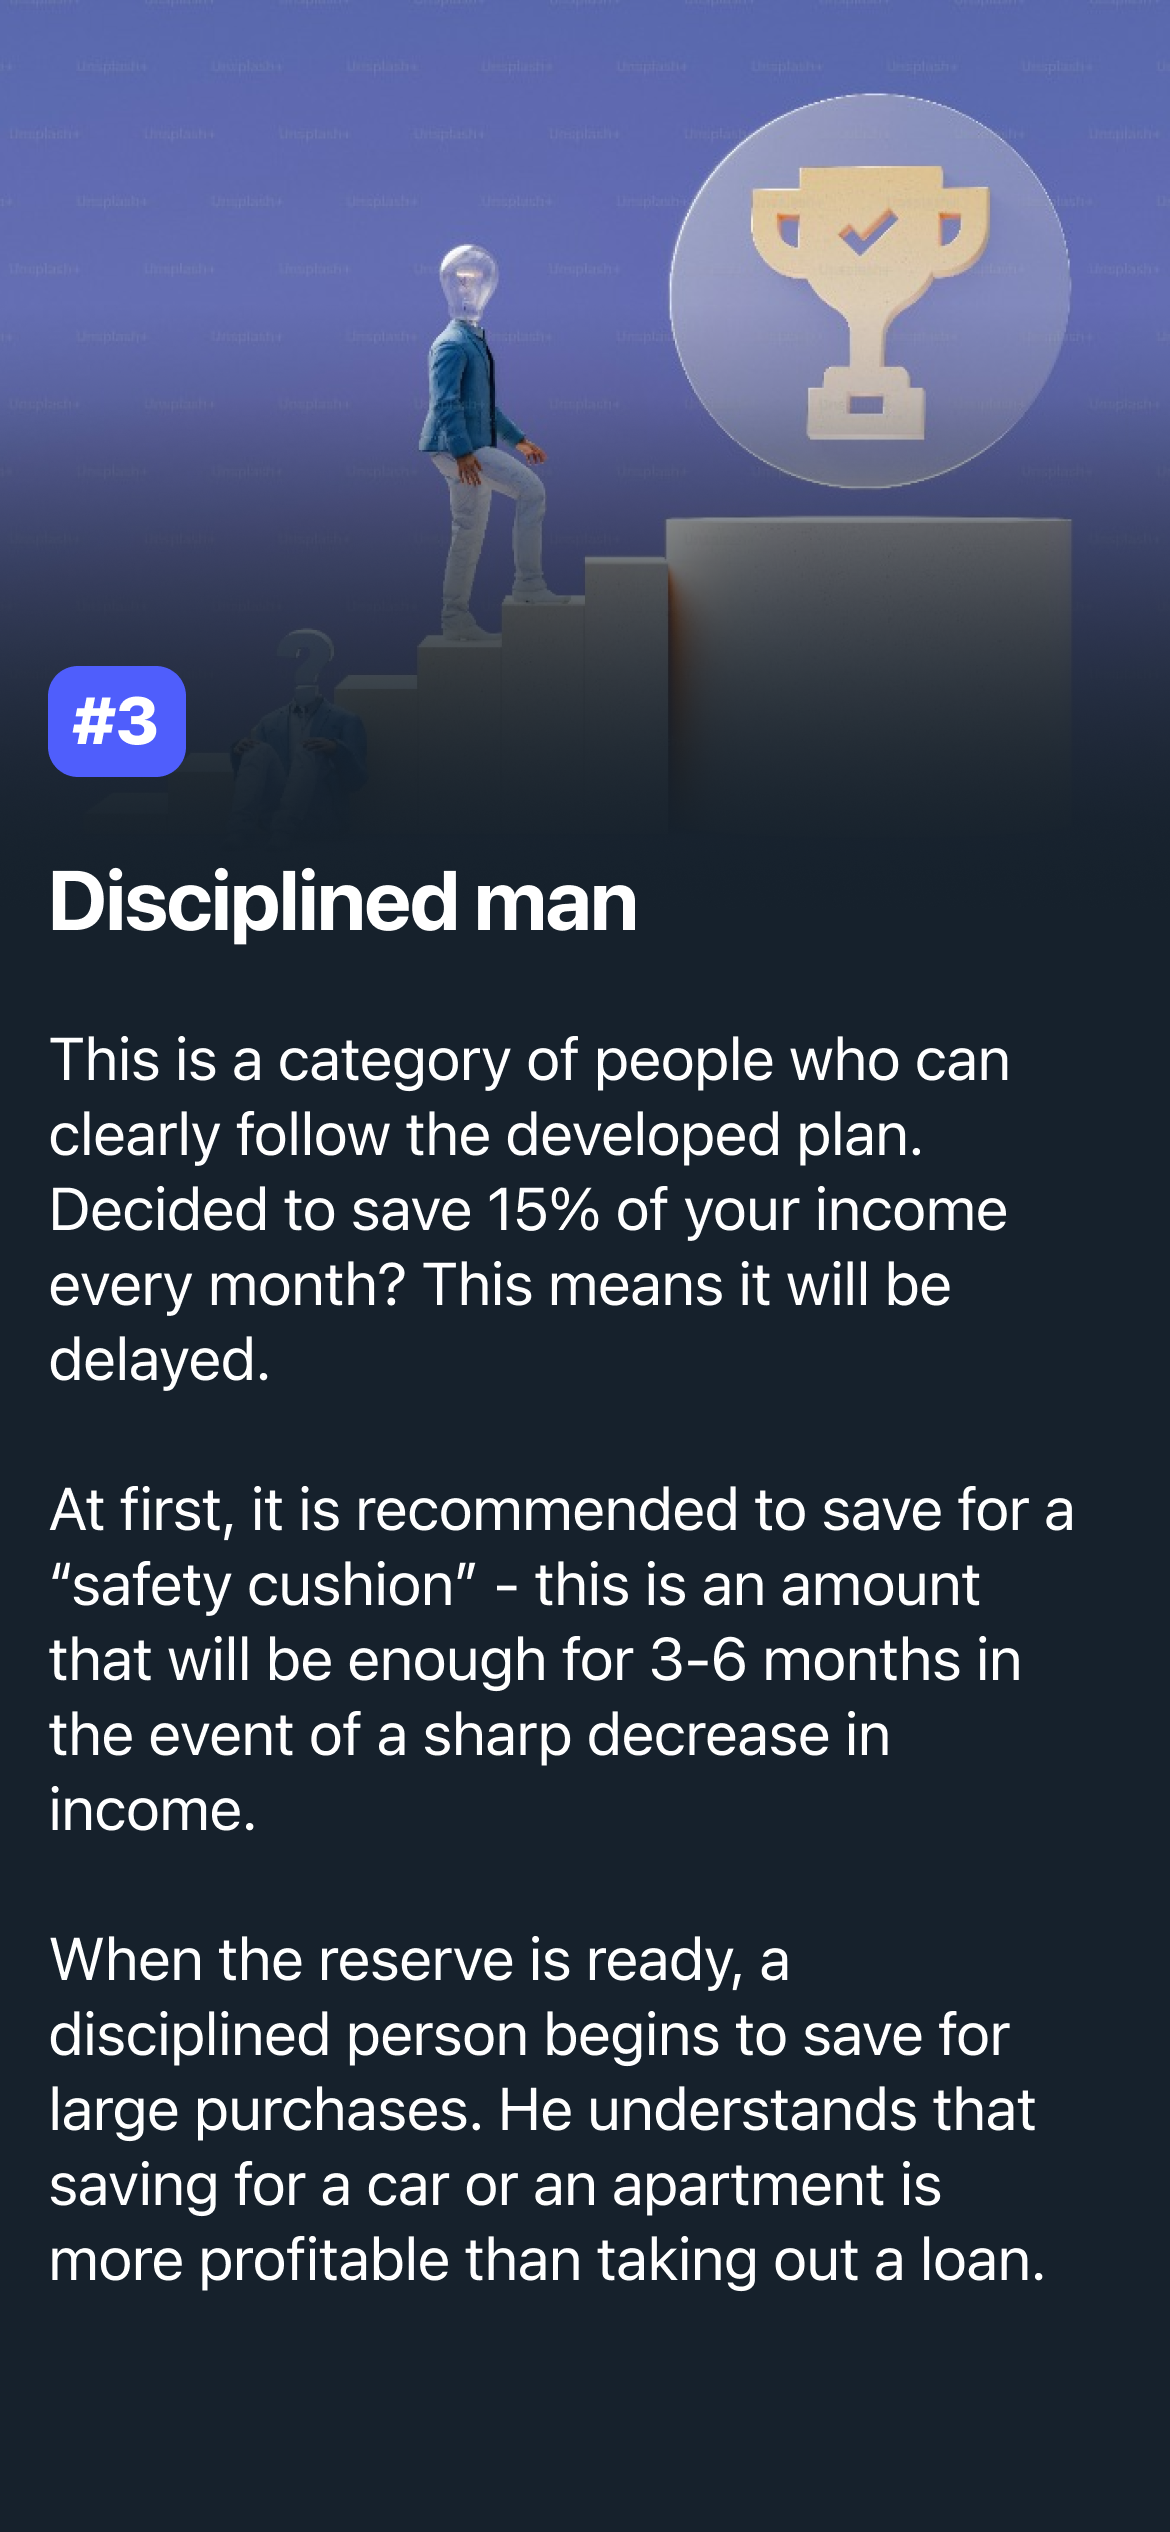 Unsplash+
#3
Disciplined man
This is a category of people who can
clearly follow the developed plan.
Decided to save 15% of your income
every month? This means it will be
delayed.
At first, it is recommended to save for a
“safety cushion” - this is an amount
that will be enough for 3-6 months in
the event of a sharp decrease in
income.
When the reserve is ready, a
disciplined person begins to save for
large purchases. He understands that
saving for a car or an apartment is
more profitable than taking out a loan.